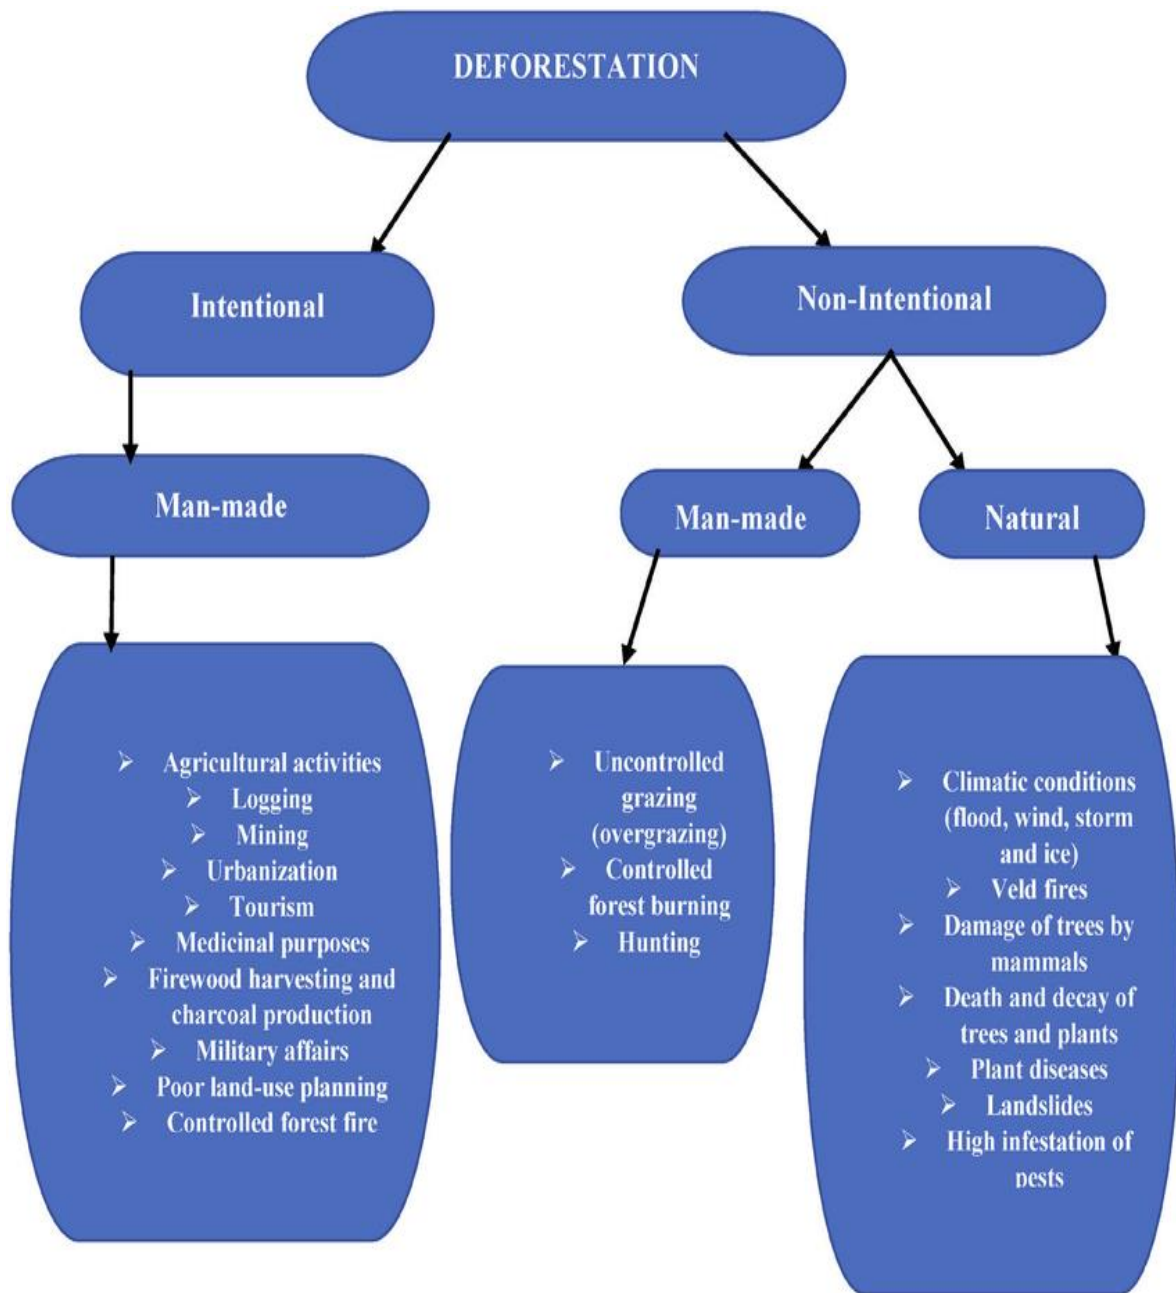 DEFORESTATION
Intentional
Non-Intentional
Man-made
Man-made
Natural
➢ Agricultural activities
➢ Logging
➢ Mining
➢ Urbanization
➢ Tourism
➢ Medicinal purposes
➢ Firewood harvesting and
charcoal production
➢ Military affairs
➢ Poor land-use planning
➢ Controlled forest fire
➢ Uncontrolled
grazing
(overgrazing)
➢ Controlled
forest burning
➢ Hunting
➢ Climatic conditions
(flood, wind, storm
and ice)
➢ Veld fires
➢ Damage of trees by
mammals
➢ Death and decay of
trees and plants
➢ Plant diseases
➢ Landslides
➢ High infestation of
pests